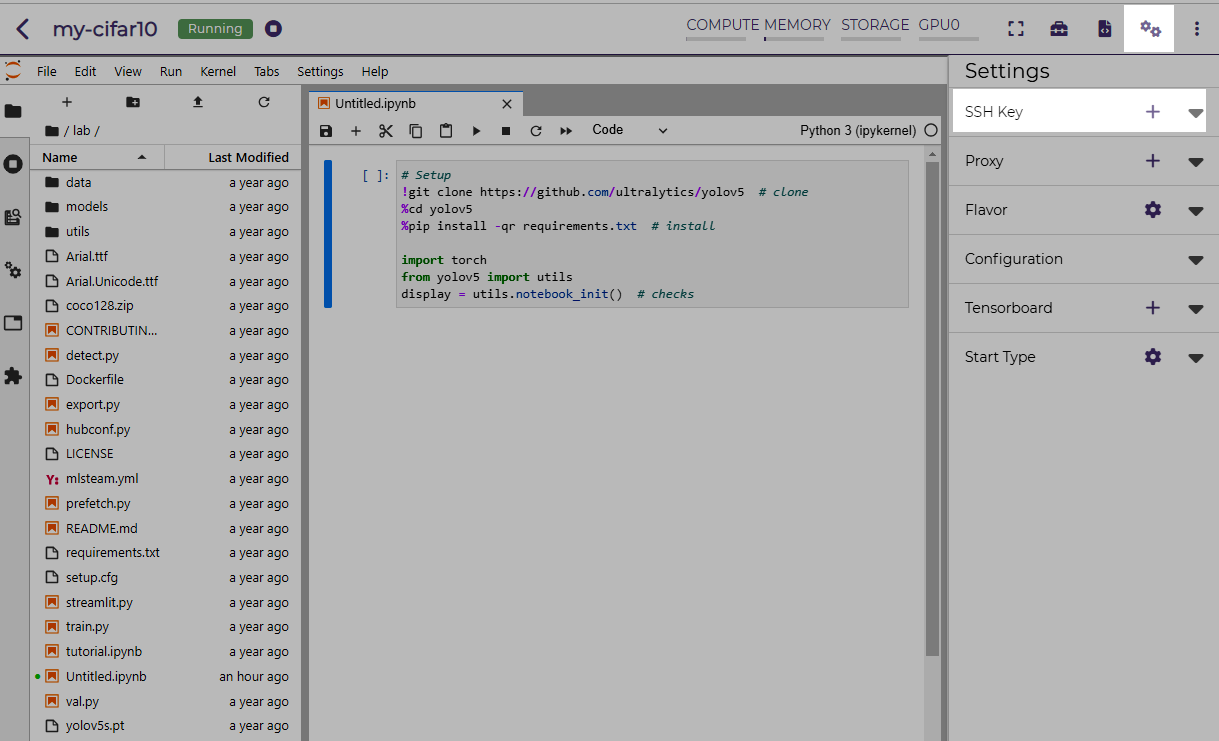 my-cifar10 Running COMPUTE MEMORY STORAGE GPU0
File Edit View Run Kernel Tabs Settings Help
/ lab /
Name Last Modified
data a year ago
models a year ago
utils a year ago
Arial.ttf a year ago
Arial.Unicode.ttf a year ago
coco128.zip a year ago
CONTRIBUTIN... a year ago
detect.py a year ago
Dockerfile a year ago
export.py a year ago
hubconf.py a year ago
LICENSE a year ago
Y: mlsteam.yml a year ago
prefetch.py a year ago
README.md a year ago
requirements.txt a year ago
setup.cfg a year ago
streamlit.py a year ago
train.py a year ago
tutorial.ipynb a year ago
Untitled.ipynb an hour ago
val.py a year ago
yolov5s.pt a year ago
Untitled.ipynb
Code Python 3 (ipykernel)
[ ]: # Setup
!git clone https://github.com/ultralytics/yolov5 # clone
%cd yolov5
%pip install -qr requirements.txt # install
import torch
from yolov5 import utils
display = utils.notebook_init() # checks
Settings
SSH Key
Proxy
Flavor
Configuration
Tensorboard
Start Type